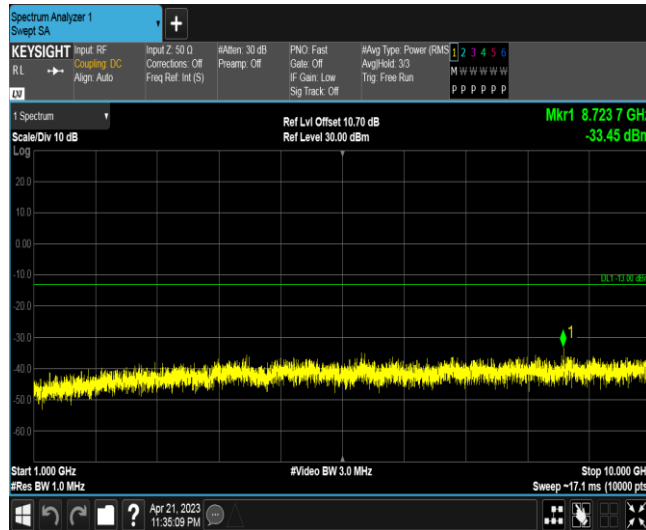 Spectrum Analyzer 1
Swept SA
+
KEYSIGHT
RL
LXI
Input: RF
Coupling: DC
Align: Auto
Input Z: 50 Ω
Corrections: Off
Freq Ref: Int (S)
#Atten: 30 dB
Preamp: Off
PNO: Fast
Gate: Off
IF Gain: Low
Sig Track: Off
#Avg Type: Power (RMS
Avg|Hold: 3/3
Trig: Free Run
1 2 3 4 5 6
M W W W W W
P P P P P P
1 Spectrum
Scale/Div 10 dB
Log
Ref Lvl Offset 10.70 dB
Ref Level 30.00 dBm
Mkr1 8.723 7 GHz
-33.45 dBm
20.0
10.0
0.00
-10.0
DL1 -13.00 dBm
-20.0
-30.0
1
-40.0
-50.0
-60.0
Start 1.000 GHz
#Res BW 1.0 MHz
#Video BW 3.0 MHz
Stop 10.000 GHz
Sweep ~17.1 ms (10000 pts
?
Apr 21, 2023
11:35:09 PM